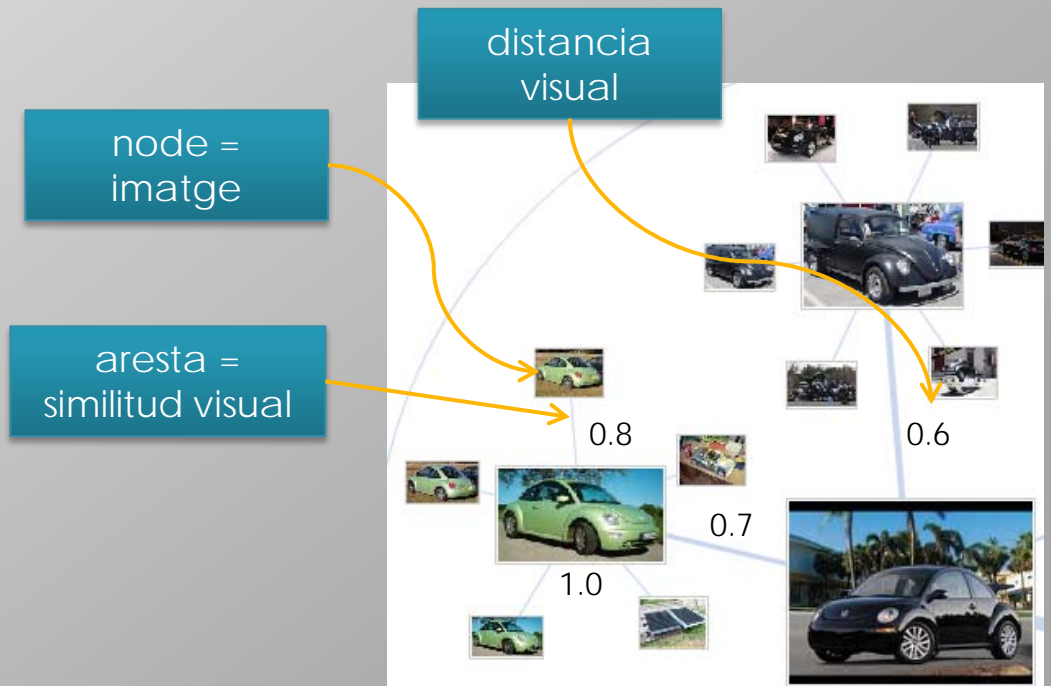 distancia
visual
node =
imatge
aresta =
similitud visual
0.8
0.6
0.7
1.0